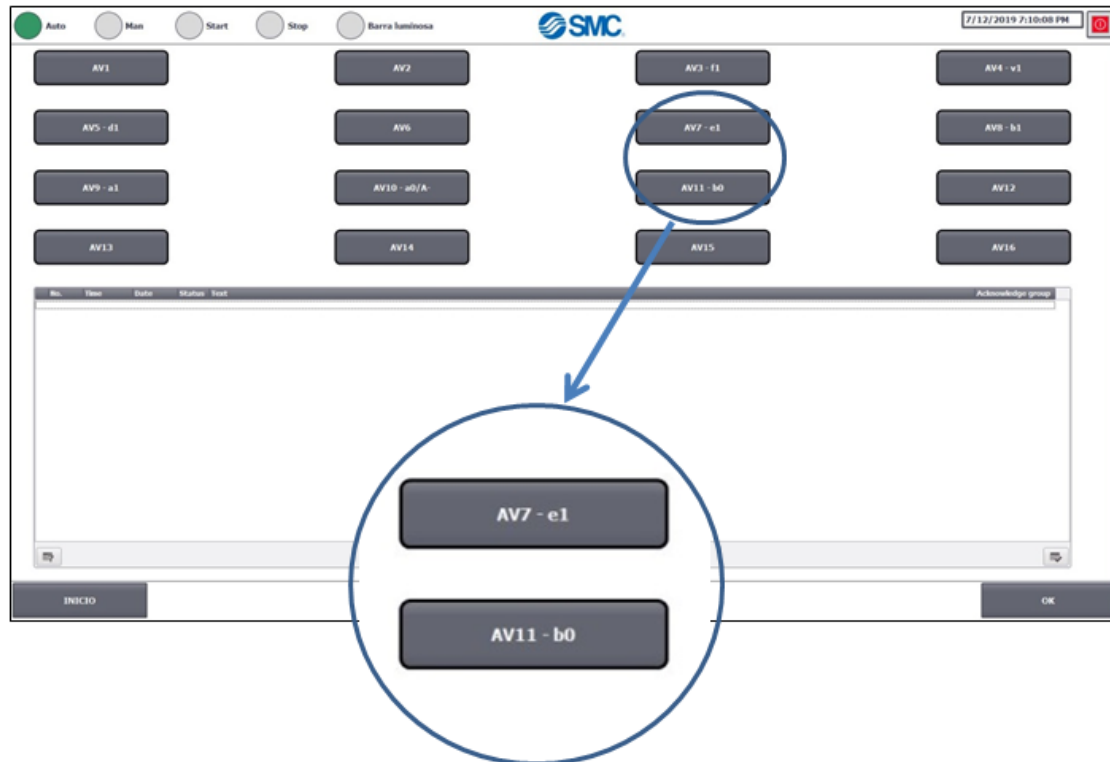 Auto Man Start Stop Barra luminosa SMC. 7/12/2019 7:10:08 PM
AV1 AV2 AV3 - f1 AV4 - v1
AV5 - d1 AV6 AV7 - e1 AV8 - b1
AV9 - a1 AV10 - a0/A- AV11 - b0 AV12
AV13 AV14 AV15 AV16
No. Time Date Status Text Acknowledge group
AV7 - e1
AV11 - b0
INICIO OK